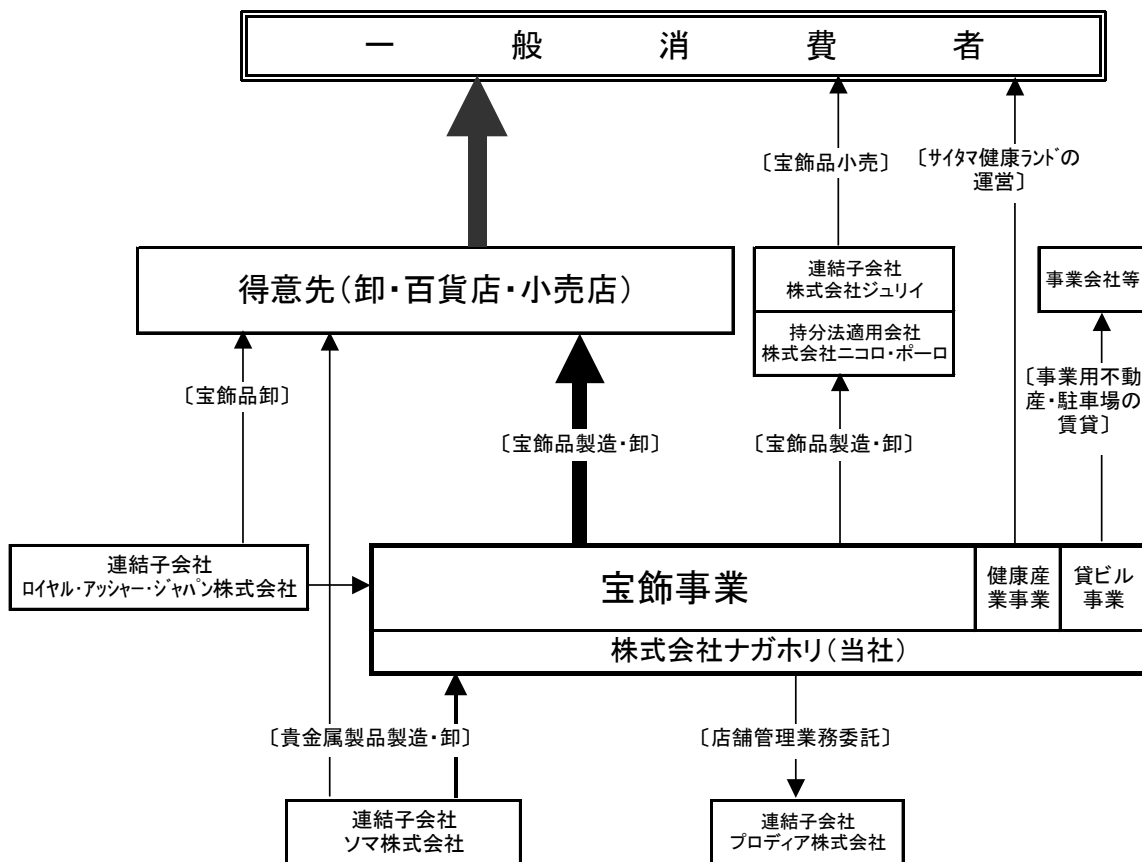 一般消費者
〔宝飾品小売〕
〔サイタマ健康ランドの
運営〕
得意先(卸・百貨店・小売店)
連結子会社
株式会社ジュリイ
持分法適用会社
株式会社ニコロ・ポーロ
事業会社等
〔宝飾品卸〕
〔宝飾品製造・卸〕
〔宝飾品製造・卸〕
〔事業用不動
産・駐車場の
賃貸〕
連結子会社
ロイヤル・アッシャー・ジャパン株式会社
宝飾事業
健康産
業事業
貸ビル
事業
株式会社ナガホリ(当社)
〔貴金属製品製造・卸〕
〔店舗管理業務委託〕
連結子会社
ソマ株式会社
連結子会社
プロディア株式会社